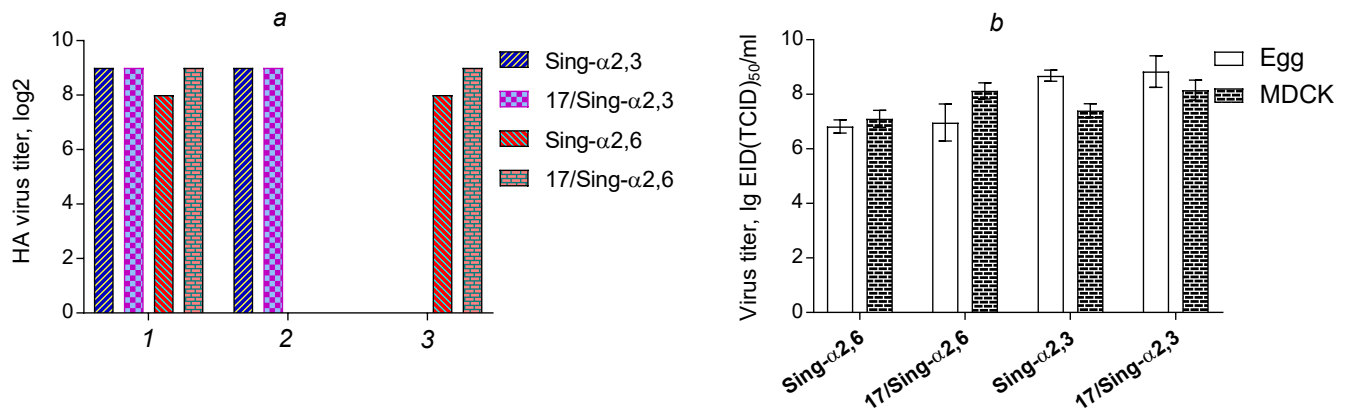 a
HA virus titer, log2
10
8
6
4
2
0
1
2
3
Sing-α2,3
17/Sing-α2,3
Sing-α2,6
17/Sing-α2,6
b
Virus titer, lg EID(TCID)50/ml
10
8
6
4
2
0
Sing-α2,6
17/Sing-α2,6
Sing-α2,3
17/Sing-α2,3
Egg
MDCK